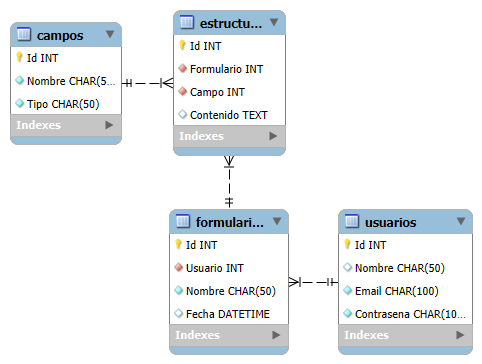 campos
Id INT
Nombre CHAR(5...
Tipo CHAR(50)
Indexes
estructu...
Id INT
Formulario INT
Campo INT
Contenido TEXT
Indexes
formulari...
Id INT
Usuario INT
Nombre CHAR(50)
Fecha DATETIME
Indexes
usuarios
Id INT
Nombre CHAR(50)
Email CHAR(100)
Contrasena CHAR(10...
Indexes